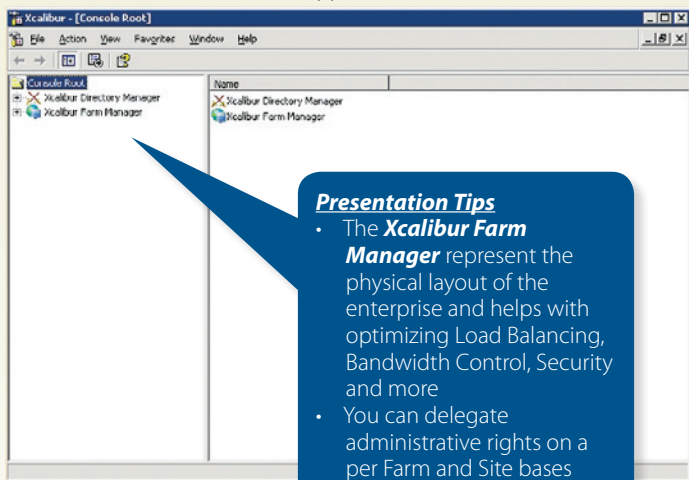 Xcalibur - [Console Root]
File Action View Favorites Window Help
Console Root
Xcalibur Directory Manager
Xcalibur Farm Manager
Name
Xcalibur Directory Manager
Xcalibur Farm Manager
Presentation Tips
• The Xcalibur Farm
Manager represent the
physical layout of the
enterprise and helps with
optimizing Load Balancing,
Bandwidth Control, Security
and more
• You can delegate
administrative rights on a
per Farm and Site bases